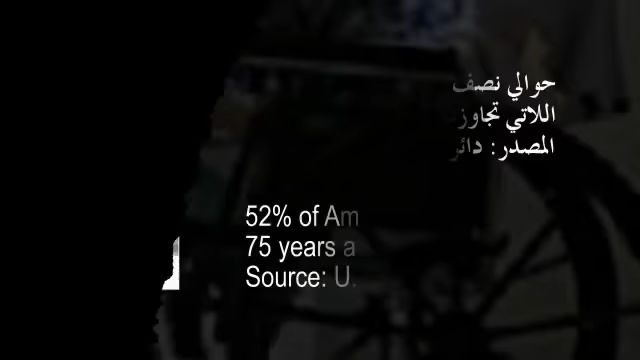 حوالي نصف
اللاتي تجاوز
المصدر: دائر
52% of Am
75 years a
Source: U.